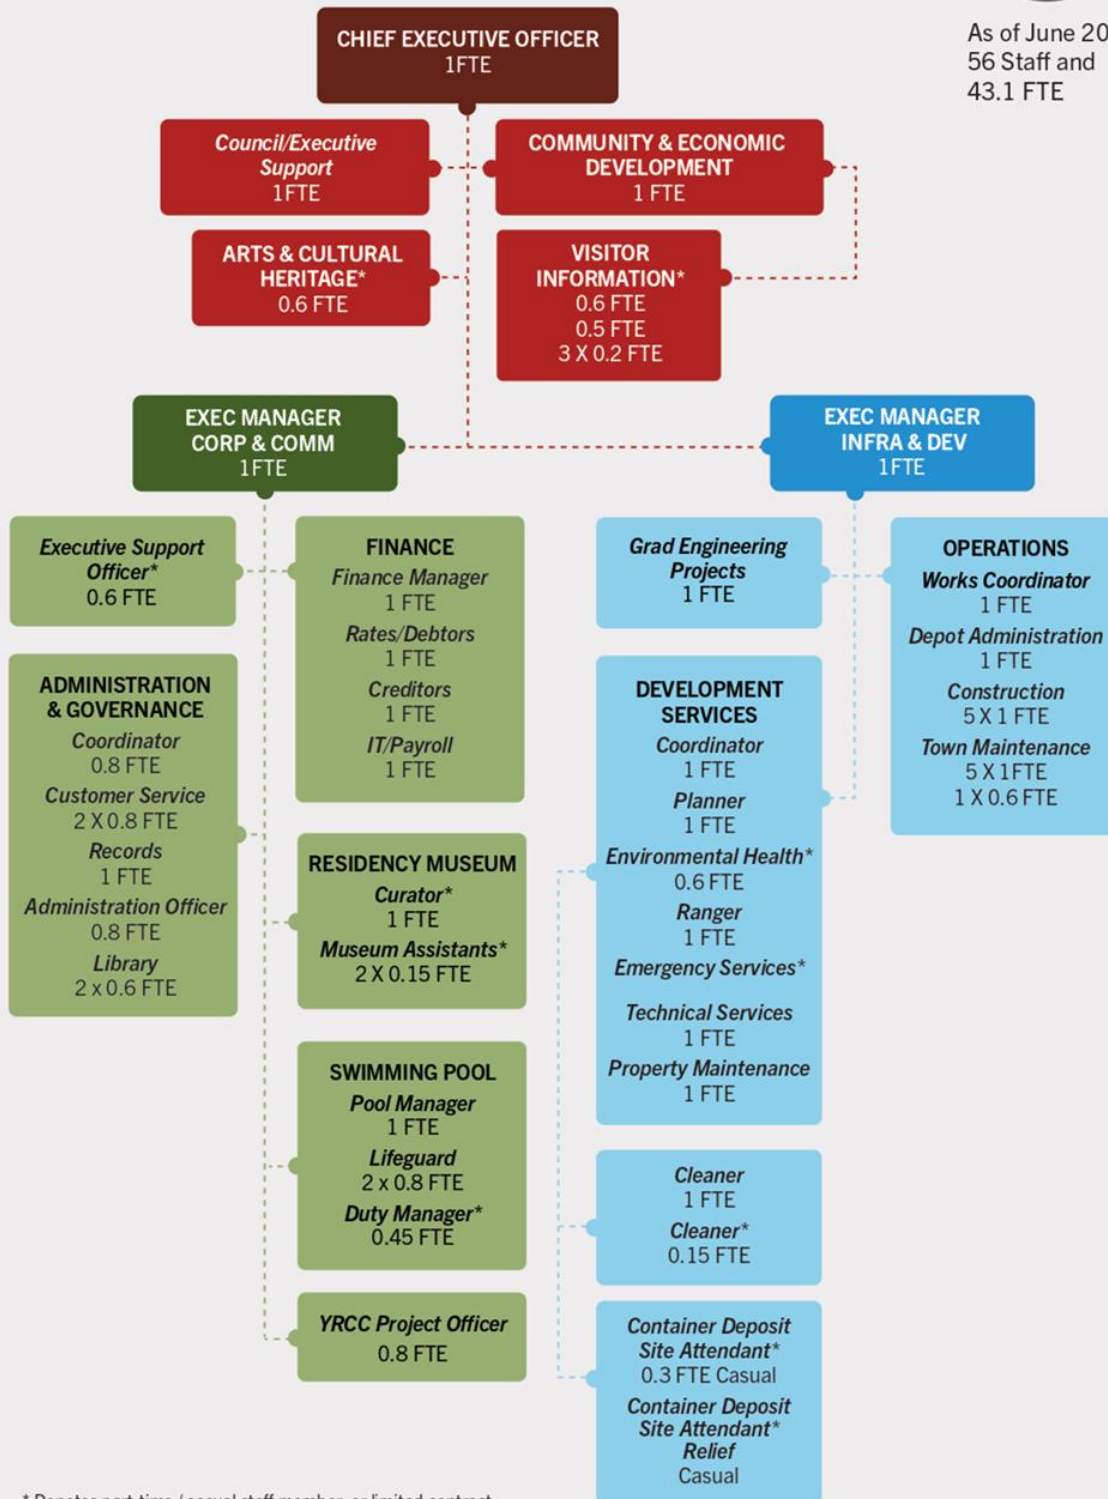 As of June 20
56 Staff and
43.1 FTE
CHIEF EXECUTIVE OFFICER
1FTE
Council/Executive
Support
1FTE
COMMUNITY & ECONOMIC
DEVELOPMENT
1 FTE
ARTS & CULTURAL
HERITAGE*
0.6 FTE
VISITOR
INFORMATION*
0.6 FTE
0.5 FTE
3 X 0.2 FTE
EXEC MANAGER
CORP & COMM
1FTE
EXEC MANAGER
INFRA & DEV
1FTE
Executive Support
Officer*
0.6 FTE
ADMINISTRATION
& GOVERNANCE
Coordinator
0.8 FTE
Customer Service
2 X 0.8 FTE
Records
1 FTE
Administration Officer
0.8 FTE
Library
2 x 0.6 FTE
FINANCE
Finance Manager
1 FTE
Rates/Debtors
1 FTE
Creditors
1 FTE
IT/Payroll
1 FTE
RESIDENCY MUSEUM
Curator*
1 FTE
Museum Assistants*
2 X 0.15 FTE
SWIMMING POOL
Pool Manager
1 FTE
Lifeguard
2 x 0.8 FTE
Duty Manager*
0.45 FTE
YRCC Project Officer
0.8 FTE
Grad Engineering
Projects
1 FTE
DEVELOPMENT
SERVICES
Coordinator
1 FTE
Planner
1 FTE
Environmental Health*
0.6 FTE
Ranger
1 FTE
Emergency Services*
Technical Services
1 FTE
Property Maintenance
1 FTE
Cleaner
1 FTE
Cleaner*
0.15 FTE
Container Deposit
Site Attendant*
0.3 FTE Casual
Container Deposit
Site Attendant*
Relief
Casual
OPERATIONS
Works Coordinator
1 FTE
Depot Administration
1 FTE
Construction
5 X 1 FTE
Town Maintenance
5 X 1FTE
1 X 0.6 FTE
* Denotes part-time / casual staff member, or limited contract